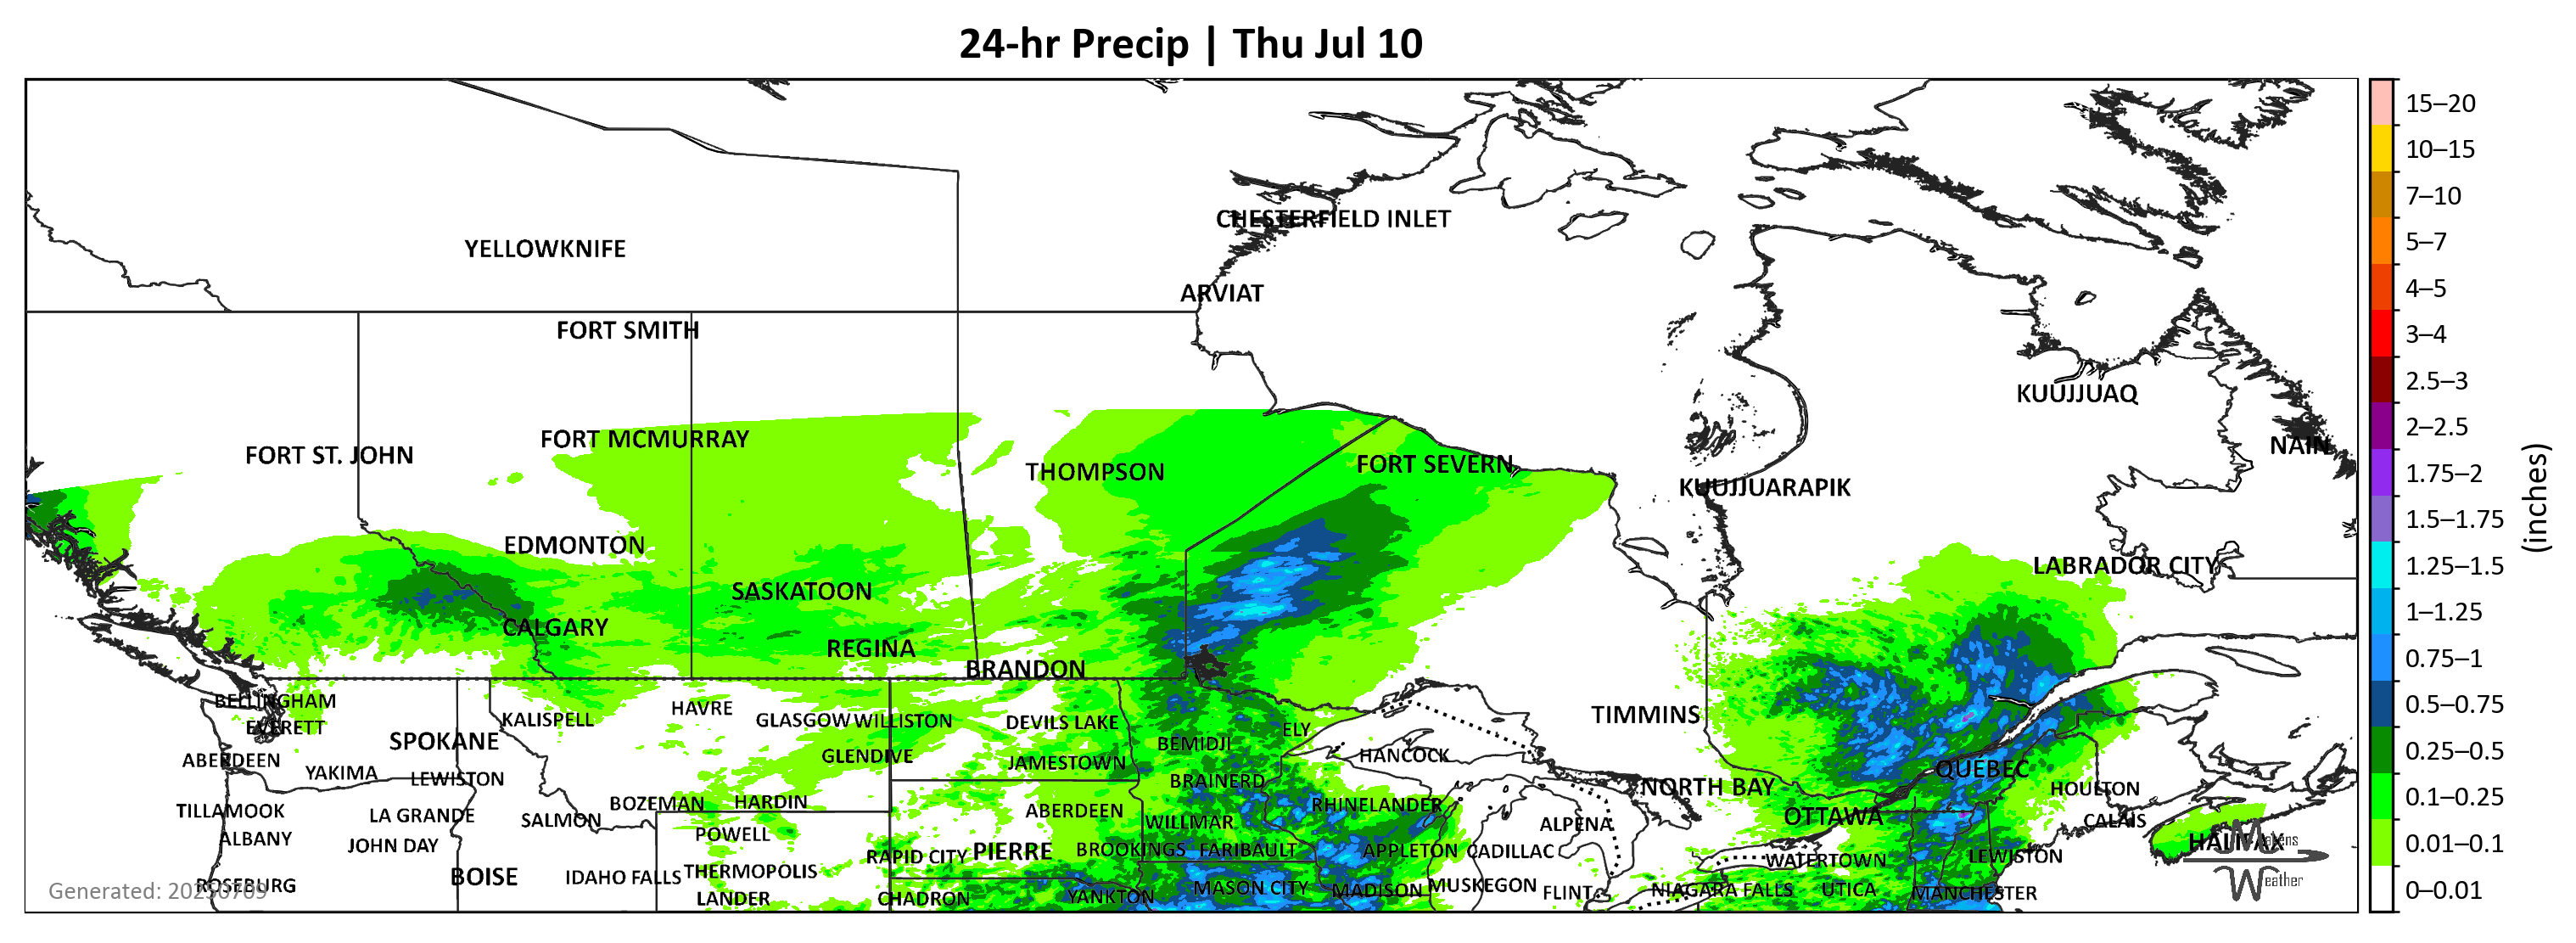 24-hr Precip | Thu Jul 10
15–20
10–15
CHESTERFIELD INLET
7–10
YELLOWKNIFE
5–7
ARVIAT
4–5
FORT SMITH
3–4
2.5–3
KUUJJUAQ
2–2.5
FORT MCMURRAY
NAIN
FORT ST. JOHN
THOMPSON
FORT SEVERN
1.75–2
KUUJJUARAPIK
(inches)
1.5–1.75
EDMONTON
LABRADOR CITY
1.25–1.5
SASKATOON
1–1.25
CALGARY
REGINA
0.75–1
BRANDON
BELLINGHAM
KALISPELL
HAVRE
GLASGOW
WILLISTON
DEVILS LAKE
TIMMINS
0.5–0.75
EVERETT
SPOKANE
BEMIDJI
ELY
ABERDEEN
GLENDIVE
JAMESTOWN
HANCOCK
0.25–0.5
YAKIMA
LEWISTON
BRAINERD
QUEBEC
NORTH BAY
HOULTON
0.1–0.25
TILLAMOOK
LA GRANDE
SALMON
BOZEMAN
HARDIN
ABERDEEN
RHINELANDER
WILLMAR
ALPENA
OTTAWA
CALAIS
ALBANY
JOHN DAY
POWELL
0.01–0.1
HALIFAX
RAPID CITY
PIERRE
BROOKINGS
FARIBAULT
APPLETON
CADILLAC
WATERTOWN
LEWISTON
BOISE
IDAHO FALLS
THERMOPOLIS
Weather
ROSEBURG
Generated: 20250709
LANDER
CHADRON
YANKTON
MASON CITY
MADISON
MUSKEGON
FLINT
NIAGARA FALLS
UTICA
MANCHESTER
0–0.01